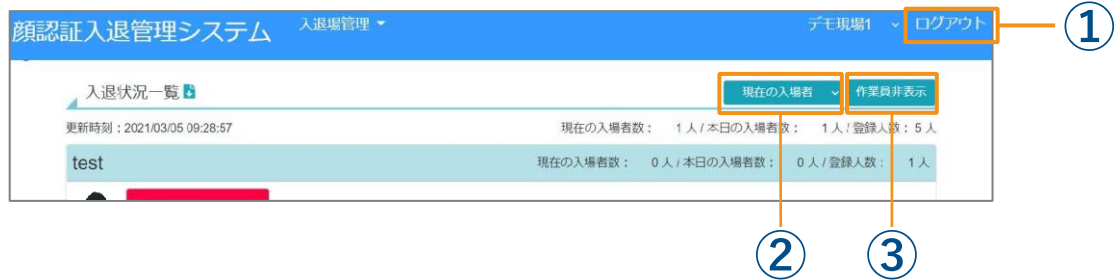 顔認証入退管理システム 入退場管理 デモ現場1 ログアウト ①
入退状況一覧 現在の入場者 作業員非表示
更新時刻：2021/03/05 09:28:57 現在の入場者数： 1人 / 本日の入場者数： 1人 / 登録人数：5人
test 現在の入場者数： 0人 / 本日の入場者数： 0人 / 登録人数： 1人
② ③